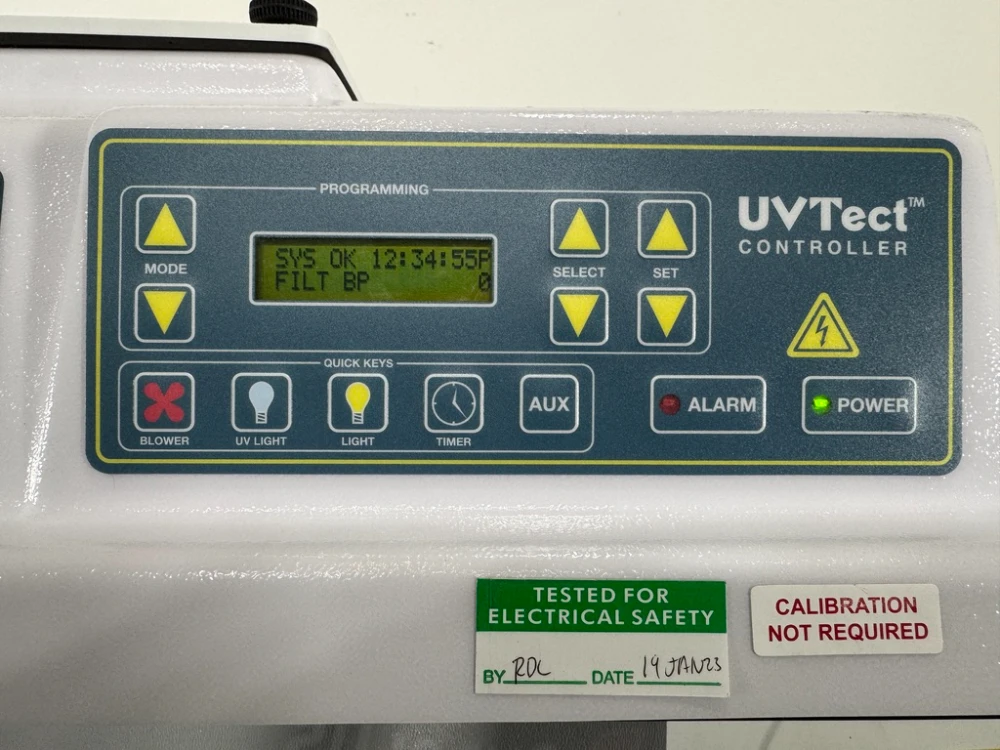 PROGRAMMING
MODE
SYS OK 12:34:55P
FILT BP 0
SELECT
SET
UVTect™
CONTROLLER
QUICK KEYS
BLOWER
UV LIGHT
LIGHT
TIMER
AUX
ALARM
POWER
TESTED FOR
ELECTRICAL SAFETY
BY RDL DATE 19 JAN23
CALIBRATION
NOT REQUIRED